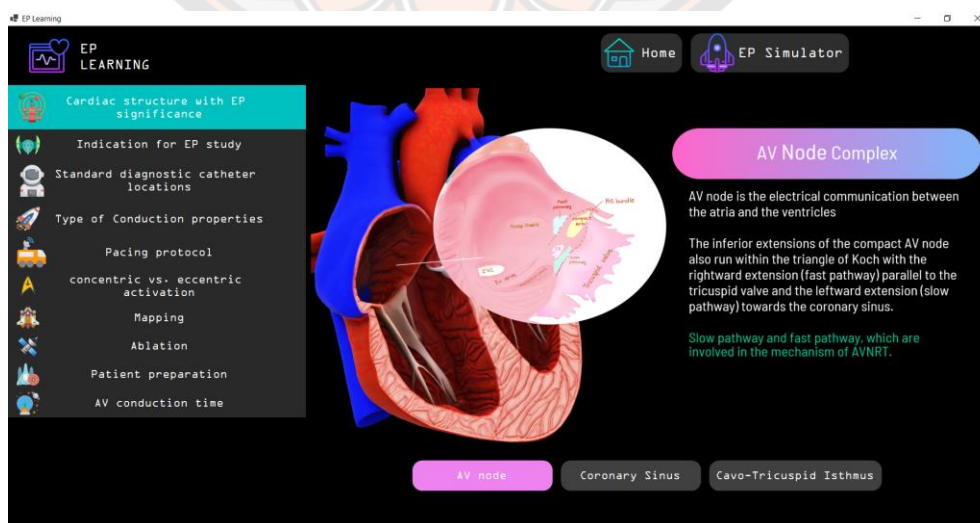 EP Learning
EP
LEARNING
Home
EP Simulator
Cardiac structure with EP
significance
Indication for EP study
Standard diagnostic catheter
locations
Type of Conduction properties
Pacing protocol
concentric vs. eccentric
activation
Mapping
Ablation
Patient preparation
AV conduction time
His bundle
Tricuspid valve
AV Node Complex
AV node is the electrical communication between
the atria and the ventricles
The inferior extensions of the compact AV node
also run within the triangle of Koch with the
rightward extension (fast pathway) parallel to the
tricuspid valve and the leftward extension (slow
pathway) towards the coronary sinus.
Slow pathway and fast pathway, which are
involved in the mechanism of AVNRT.
AV node
Coronary Sinus
Cavo-Tricuspid Isthmus